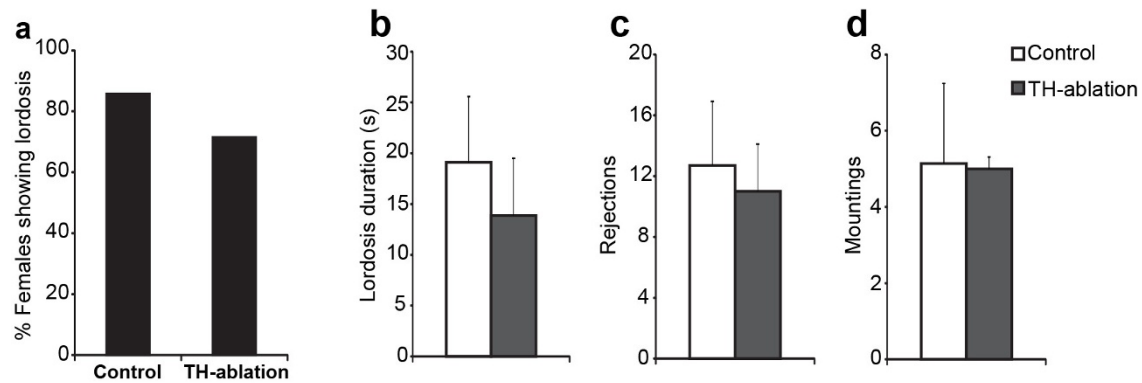 a
% Females showing lordosis
100
80
60
40
20
0
Control TH-ablation
b
Lordosis duration (s)
30
25
20
15
10
5
0
c
Rejections
20
16
12
8
4
0
d
Mountings
8
6
4
2
0
Control
TH-ablation